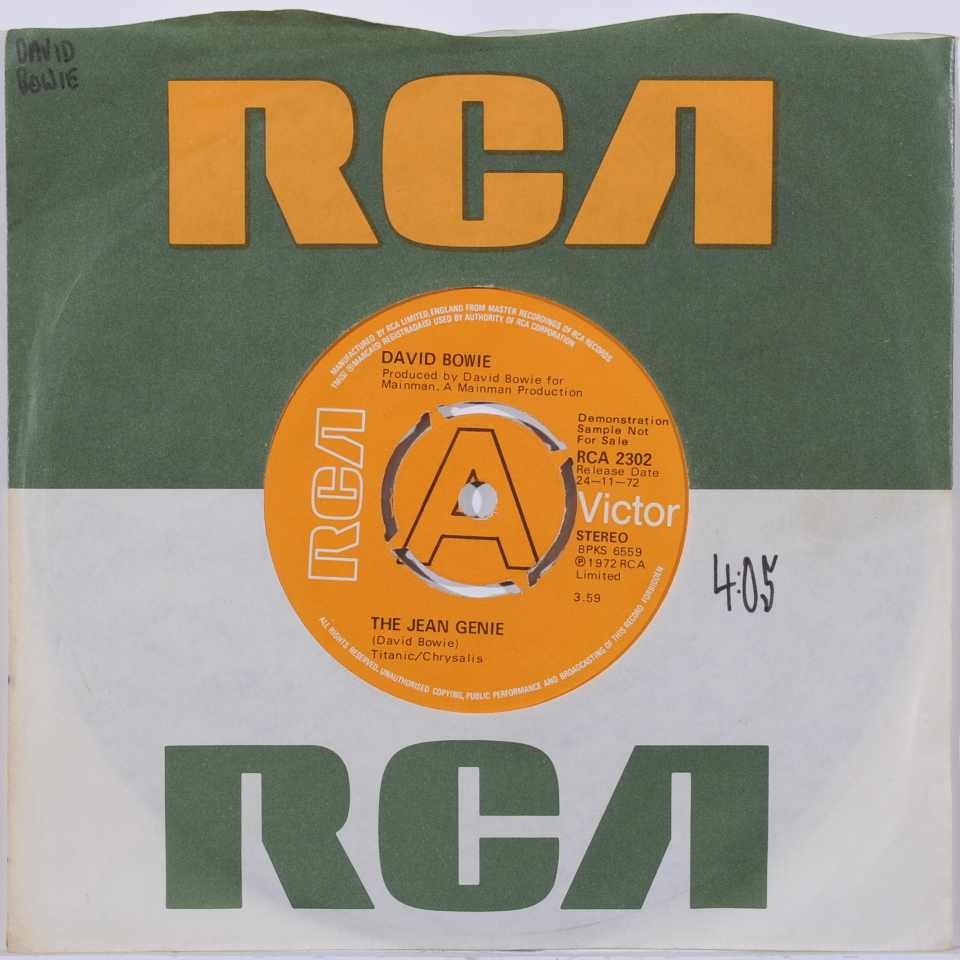 DAVID
BOWIE
RCA
MANUFACTURED BY RCA LIMITED, ENGLAND FROM MASTER RECORDINGS OF RCA RECORDS
TM(S) ® MARCA(S) REGISTRADA(S) USED BY AUTHORITY OF RCA CORPORATION
DAVID BOWIE
Produced by David Bowie for
Mainman, A Mainman Production
RCA
A
Demonstration
Sample Not
For Sale
RCA 2302
Release Date
24-11-72
Victor
STEREO
BPKS 6559
℗ 1972 RCA
Limited
3.59
4:05
THE JEAN GENIE
(David Bowie)
Titanic/Chrysalis
ALL RIGHTS RESERVED, UNAUTHORISED COPYING, PUBLIC PERFORMANCE AND BROADCASTING OF THIS RECORD FORBIDDEN
RCA